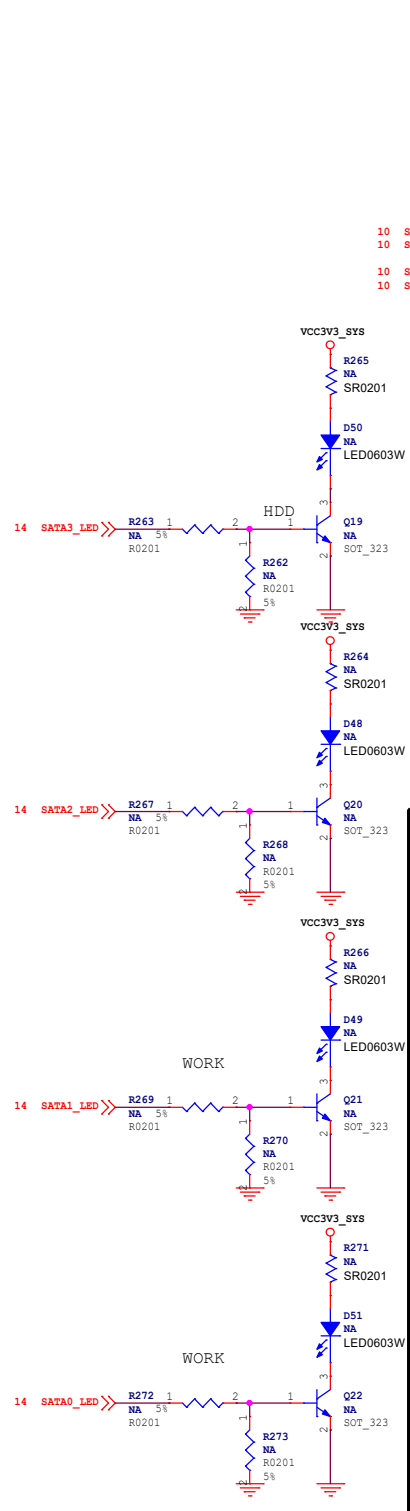 10 S
10 S
10 S
10 S
VCC3V3_SYS
R265
NA
SR0201
D50
NA
LED0603W
3
HDD
14 SATA3_LED
R263 1 2 1
NA 5%
R0201
Q19
NA
SOT_323
2
1
R262
NA
R0201
5%
2
VCC3V3_SYS
R264
NA
SR0201
D48
NA
LED0603W
3
14 SATA2_LED
R267 1 2 1
NA 5%
R0201
Q20
NA
SOT_323
2
1
R268
NA
R0201
5%
2
VCC3V3_SYS
R266
NA
SR0201
D49
NA
LED0603W
WORK
3
14 SATA1_LED
R269 1 2 1
NA 5%
R0201
Q21
NA
SOT_323
2
1
R270
NA
R0201
5%
2
VCC3V3_SYS
R271
NA
SR0201
D51
NA
LED0603W
WORK
3
14 SATA0_LED
R272 1 2 1
NA 5%
R0201
Q22
NA
SOT_323
2
1
R273
NA
R0201
5%
2